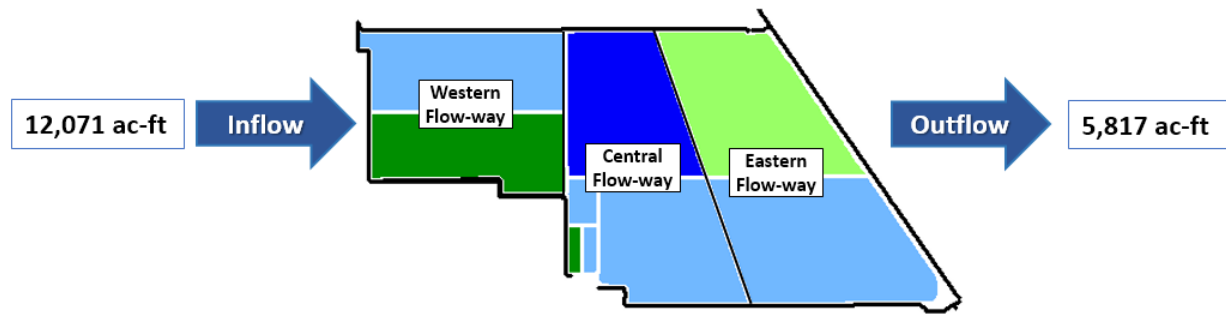 12,071 ac-ft
Inflow
Western
Flow-way
Central
Flow-way
Eastern
Flow-way
Outflow
5,817 ac-ft